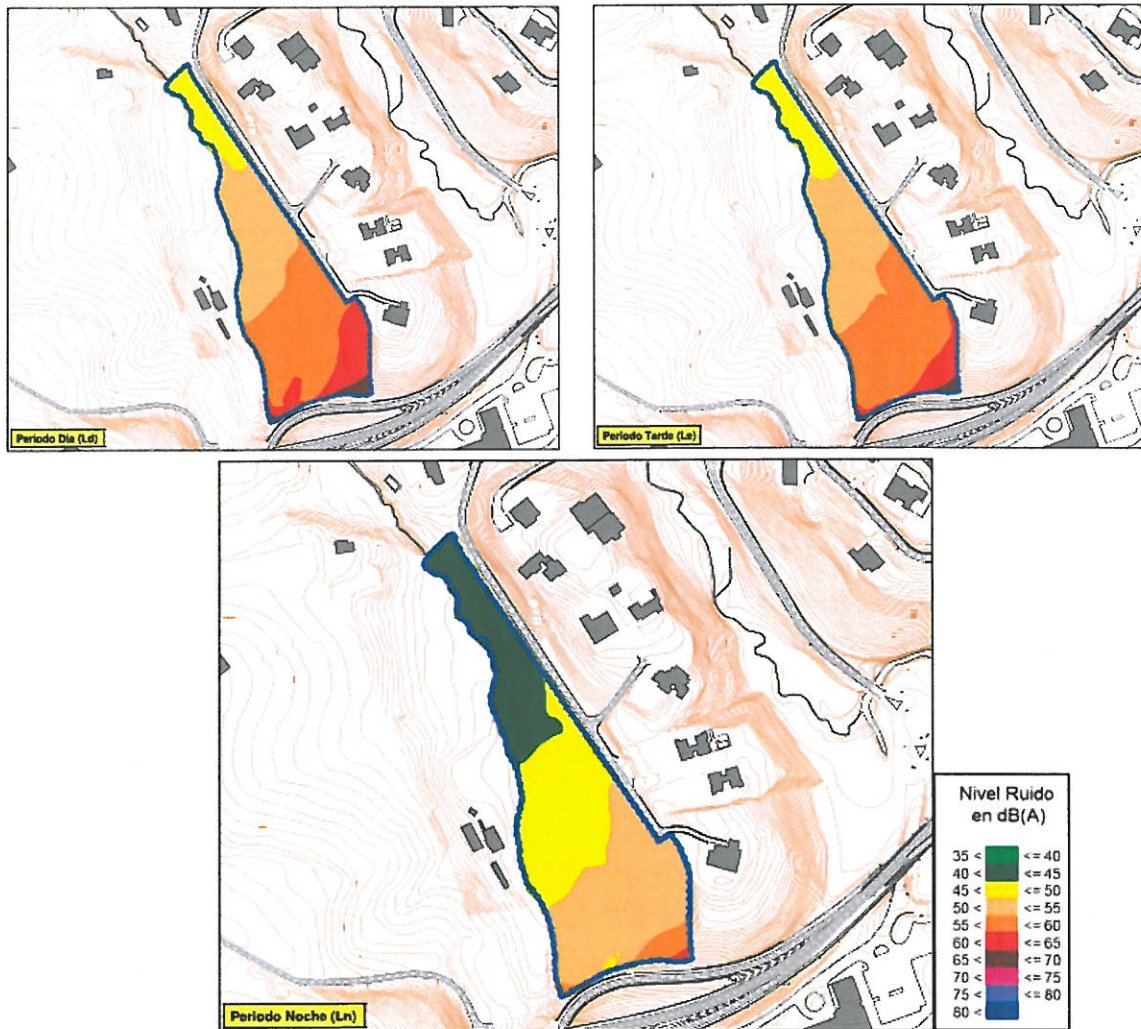 Periodo Dia (Ld)
Periodo Tarde (Le)
Periodo Noche (Ln)
Nivel Ruido
en dB(A)
35 < <= 40
40 < <= 45
45 < <= 50
50 < <= 55
55 < <= 60
60 < <= 65
65 < <= 70
70 < <= 75
75 < <= 80
80 <